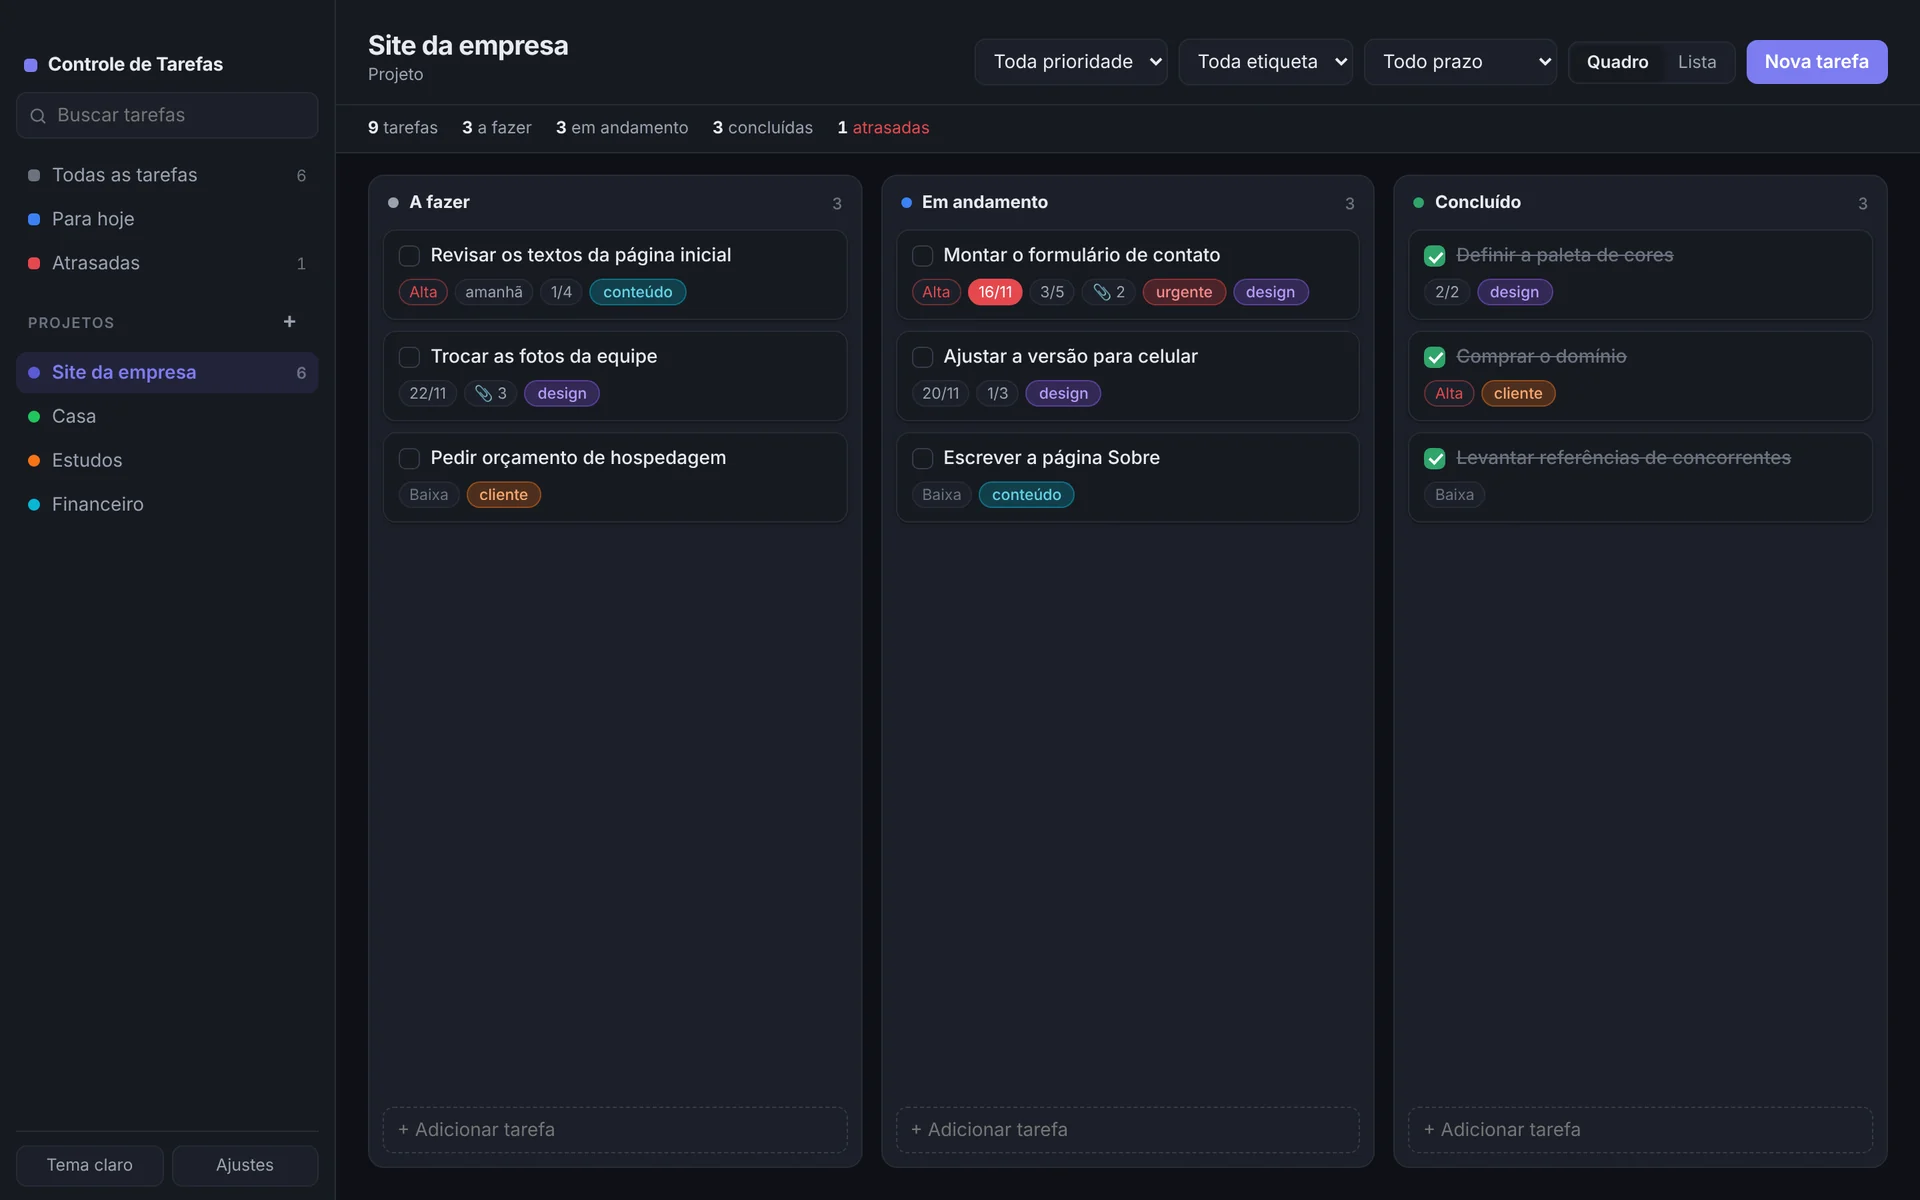 Controle de Tarefas
Buscar tarefas
Todas as tarefas 6
Para hoje
Atrasadas 1
PROJETOS +
Site da empresa 6
Casa
Estudos
Financeiro
Tema claro
Ajustes
Site da empresa
Projeto
Toda prioridade
Toda etiqueta
Todo prazo
Quadro
Lista
Nova tarefa
9 tarefas 3 a fazer 3 em andamento 3 concluídas 1 atrasadas
A fazer 3
Revisar os textos da página inicial
Alta amanhã 1/4 conteúdo
Trocar as fotos da equipe
22/11 📎 3 design
Pedir orçamento de hospedagem
Baixa cliente
+ Adicionar tarefa
Em andamento 3
Montar o formulário de contato
Alta 16/11 3/5 📎 2 urgente design
Ajustar a versão para celular
20/11 1/3 design
Escrever a página Sobre
Baixa conteúdo
+ Adicionar tarefa
Concluído 3
Definir a paleta de cores
2/2 design
Comprar o domínio
Alta cliente
Levantar referências de concorrentes
Baixa
+ Adicionar tarefa